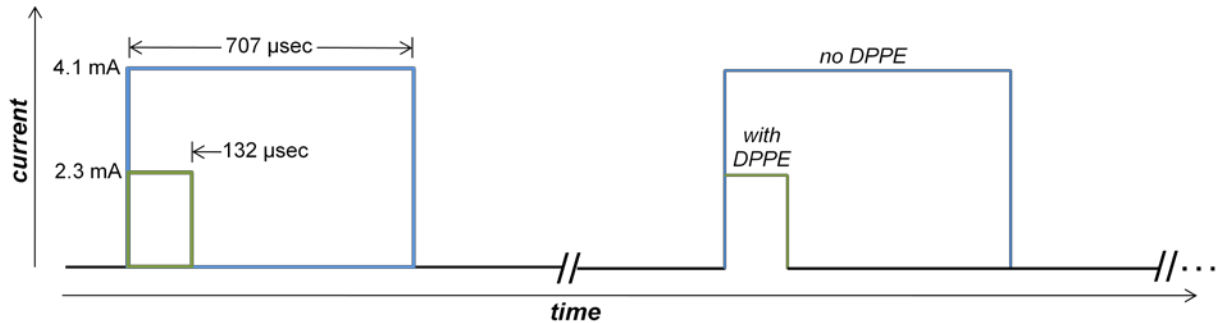 707 µsec
4.1 mA
no DPPE
with
DPPE
132 µsec
2.3 mA
current
...
time